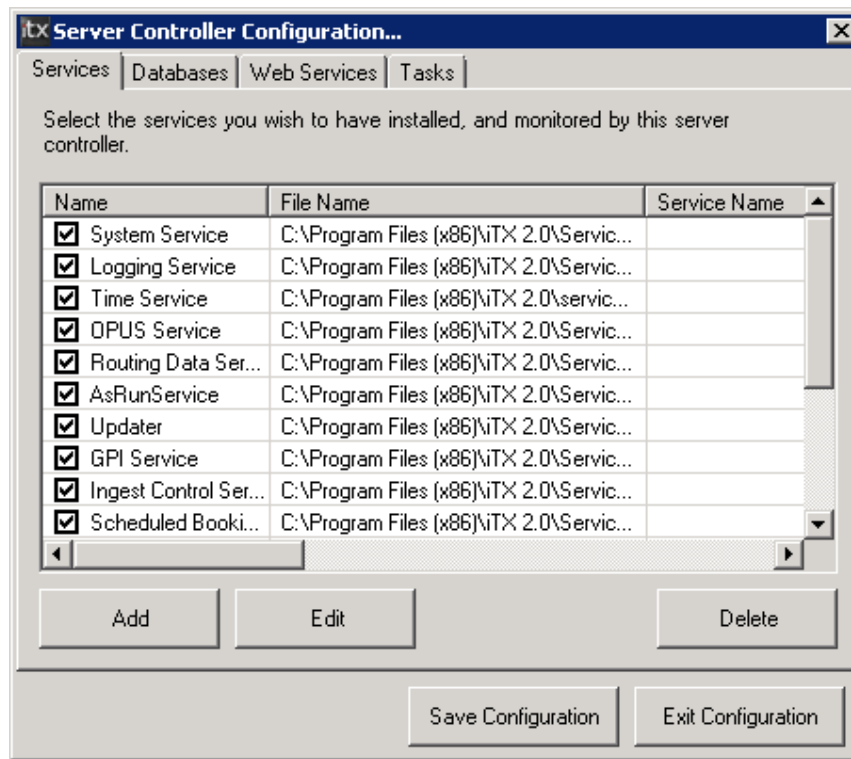 itx Server Controller Configuration...
Services Databases Web Services Tasks
Select the services you wish to have installed, and monitored by this server
controller.
Name File Name Service Name
System Service C:\Program Files (x86)\iTX 2.0\Servic...
Logging Service C:\Program Files (x86)\iTX 2.0\Servic...
Time Service C:\Program Files (x86)\iTX 2.0\servic...
OPUS Service C:\Program Files (x86)\iTX 2.0\Servic...
Routing Data Ser... C:\Program Files (x86)\iTX 2.0\Servic...
AsRunService C:\Program Files (x86)\iTX 2.0\Servic...
Updater C:\Program Files (x86)\iTX 2.0\Servic...
GPI Service C:\Program Files (x86)\iTX 2.0\Servic...
Ingest Control Ser... C:\Program Files (x86)\iTX 2.0\Servic...
Scheduled Booki... C:\Program Files (x86)\iTX 2.0\Servic...
Add Edit Delete
Save Configuration Exit Configuration